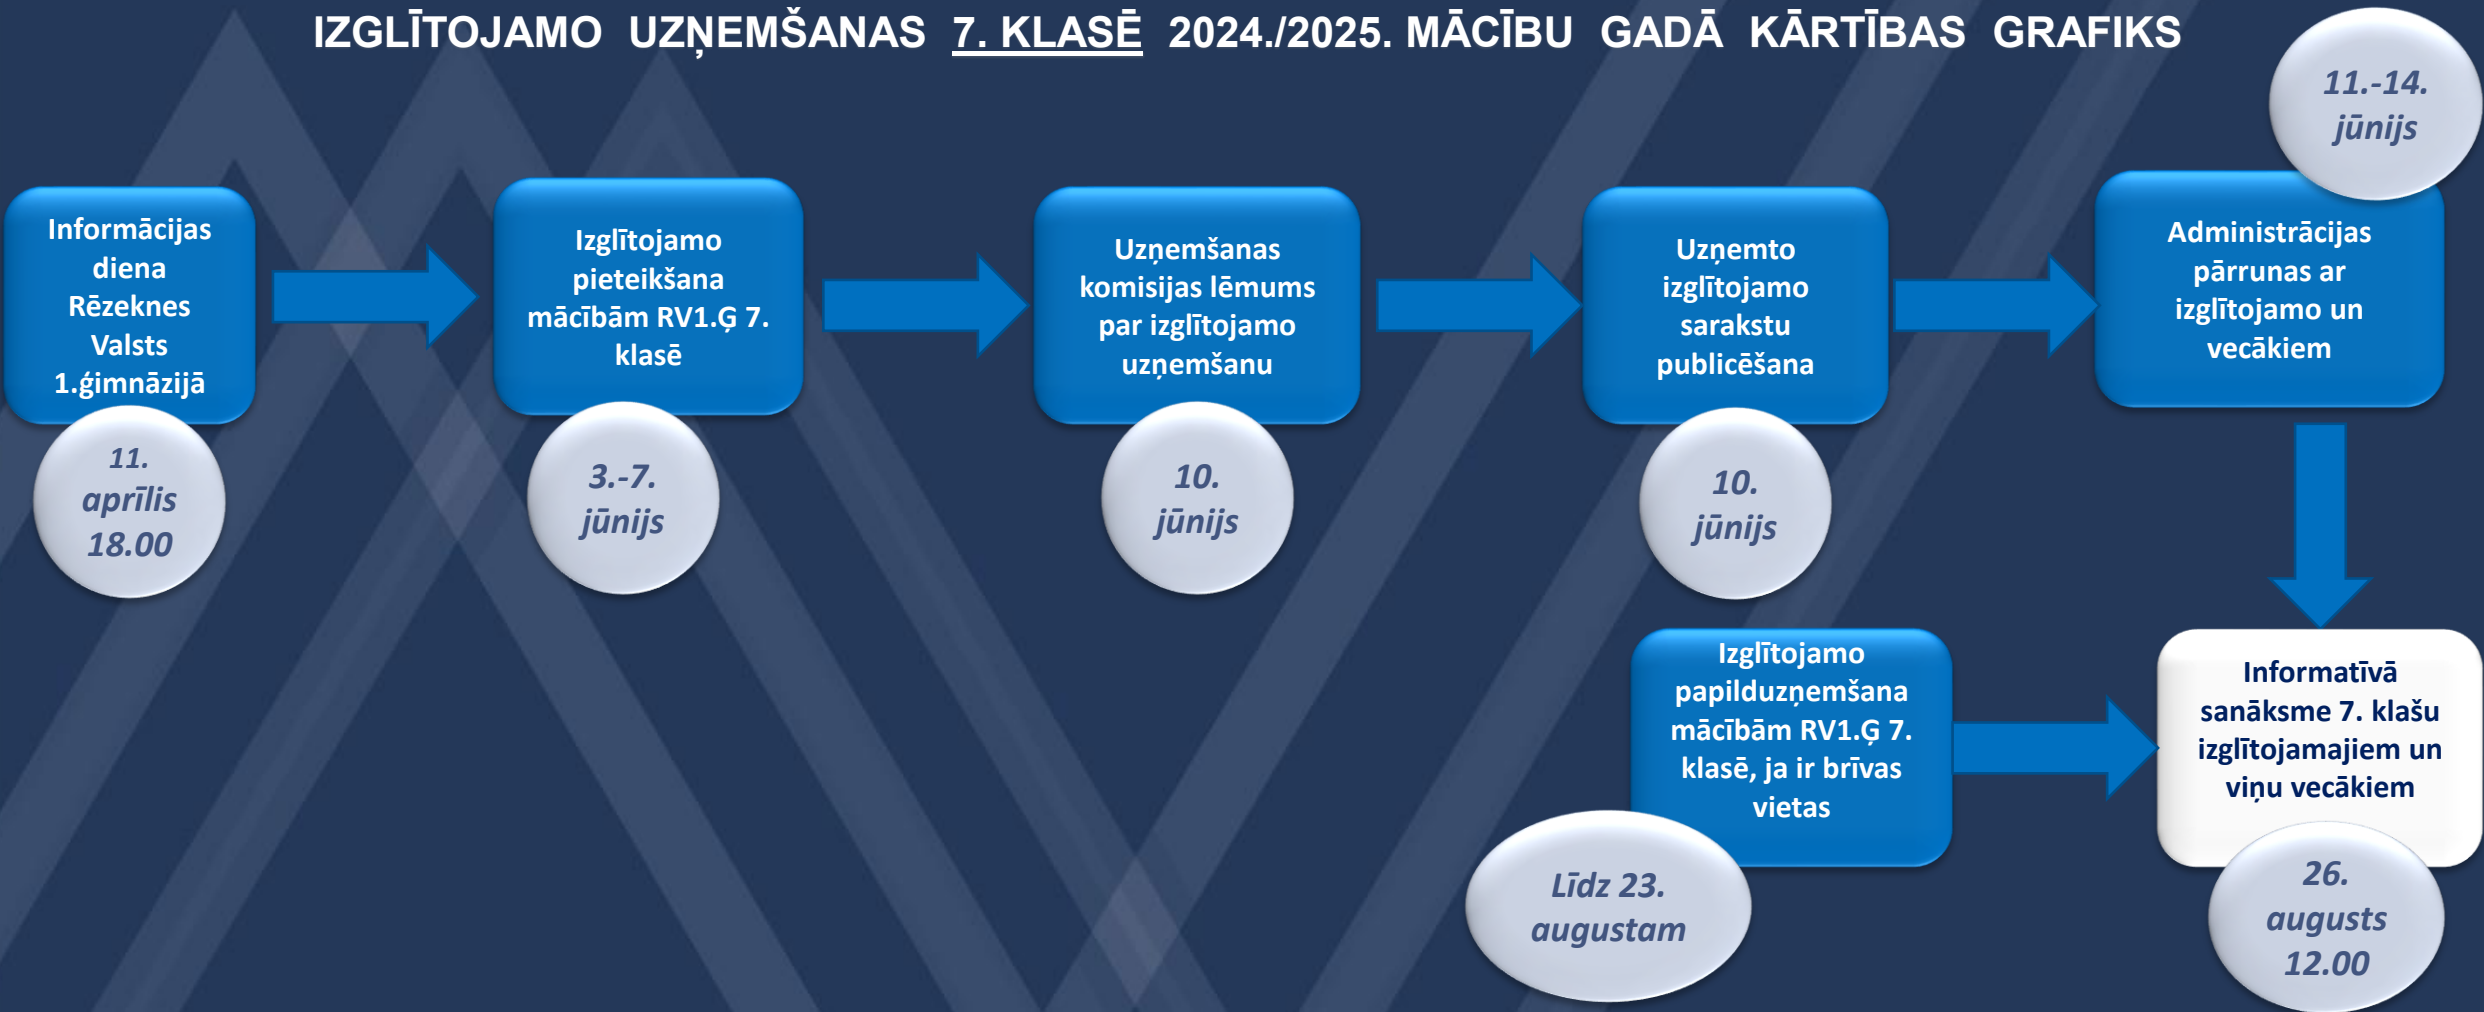 IZGLĪTOJAMO UZŅEMŠANAS 7. KLASĒ 2024./2025. MĀCĪBU GADĀ KĀRTĪBAS GRAFIKS
Informācijas
diena
Rēzeknes
Valsts
1.ģimnāzijā
11.
aprīlis
18.00
Izglītojamo
pieteikšana
mācībām RV1.Ģ 7.
klasē
3.-7.
jūnijs
Uzņemšanas
komisijas lēmums
par izglītojamo
uzņemšanu
10.
jūnijs
Uzņemto
izglītojamo
sarakstu
publicēšana
10.
jūnijs
11.-14.
jūnijs
Administrācijas
pārrunas ar
izglītojamo un
vecākiem
Izglītojamo
papilduzņemšana
mācībām RV1.Ģ 7.
klasē, ja ir brīvas
vietas
Līdz 23.
augustam
Informatīvā
sanāksme 7. klašu
izglītojamajiem un
viņu vecākiem
26.
augusts
12.00